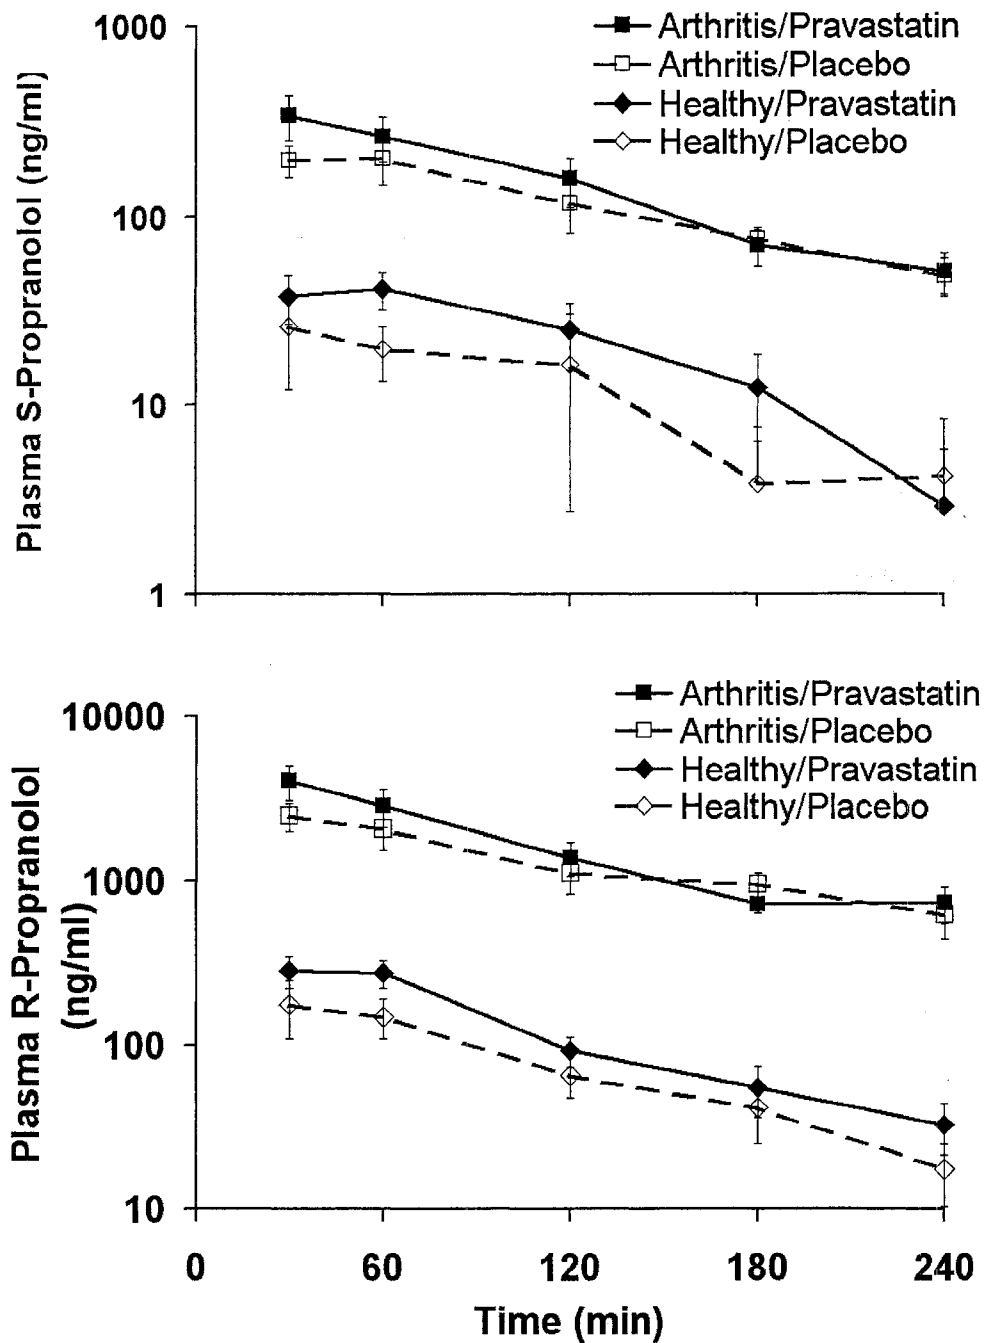 1000
100
10
1
Plasma S-Propranolol (ng/ml)
Arthritis/Pravastatin
Arthritis/Placebo
Healthy/Pravastatin
Healthy/Placebo
10000
1000
100
10
Plasma R-Propranolol
(ng/ml)
Arthritis/Pravastatin
Arthritis/Placebo
Healthy/Pravastatin
Healthy/Placebo
0 60 120 180 240
Time (min)